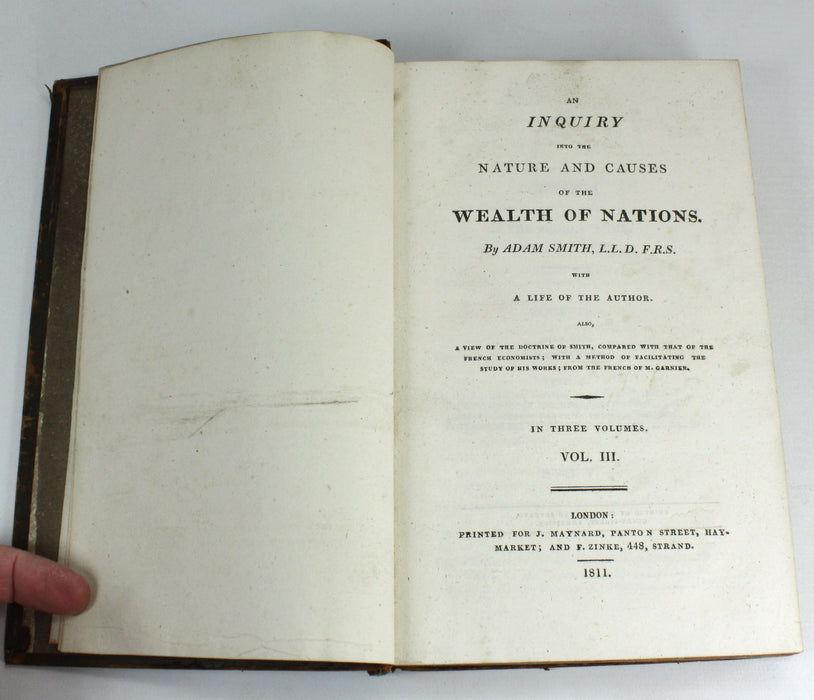 AN
INQUIRY
INTO THE
NATURE AND CAUSES
OF THE
WEALTH OF NATIONS.
By ADAM SMITH, L.L.D. F.R.S.
WITH
A LIFE OF THE AUTHOR.
ALSO,
A VIEW OF THE DOCTRINE OF SMITH, COMPARED WITH THAT OF THE
FRENCH ECONOMISTS; WITH A METHOD OF FACILITATING THE
STUDY OF HIS WORKS; FROM THE FRENCH OF M. GARNIER.
IN THREE VOLUMES.
VOL. III.
LONDON:
PRINTED FOR J. MAYNARD, PANTON STREET, HAY-
MARKET; AND F. ZINKE, 448, STRAND.
1811.